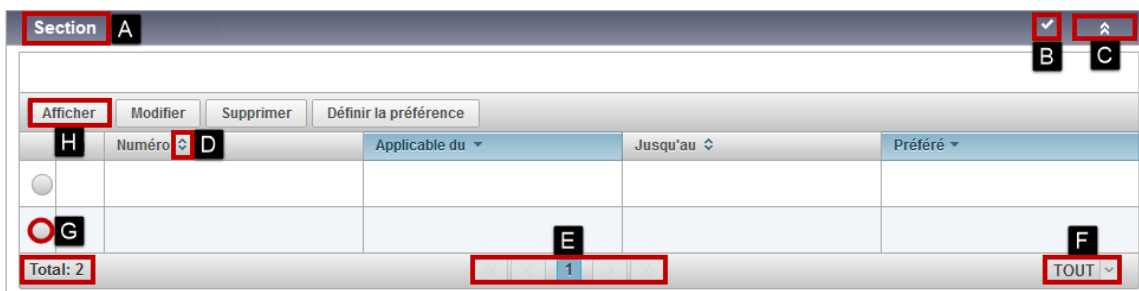 Section A
B C
Afficher Modifier Supprimer Définir la préférence
H Numéro D Applicable du Jusqu'au Préféré
G
E F
Total: 2 « ‹ 1 › » TOUT